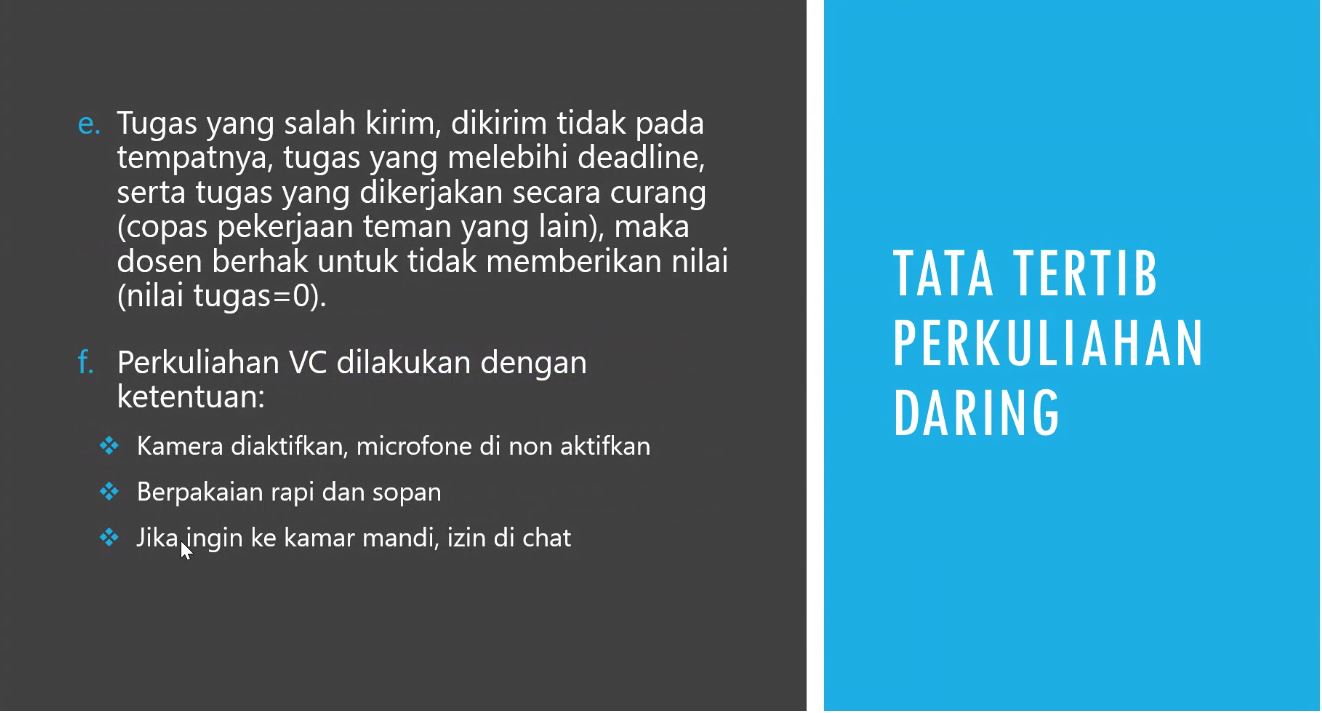 e. Tugas yang salah kirim, dikirim tidak pada
tempatnya, tugas yang melebihi deadline,
serta tugas yang dikerjakan secara curang
(copas pekerjaan teman yang lain), maka
dosen berhak untuk tidak memberikan nilai
(nilai tugas=0).
f. Perkuliahan VC dilakukan dengan
ketentuan:
❖ Kamera diaktifkan, microfone di non aktifkan
❖ Berpakaian rapi dan sopan
❖ Jika ingin ke kamar mandi, izin di chat
TATA TERTIB
PERKULIAHAN
DARING